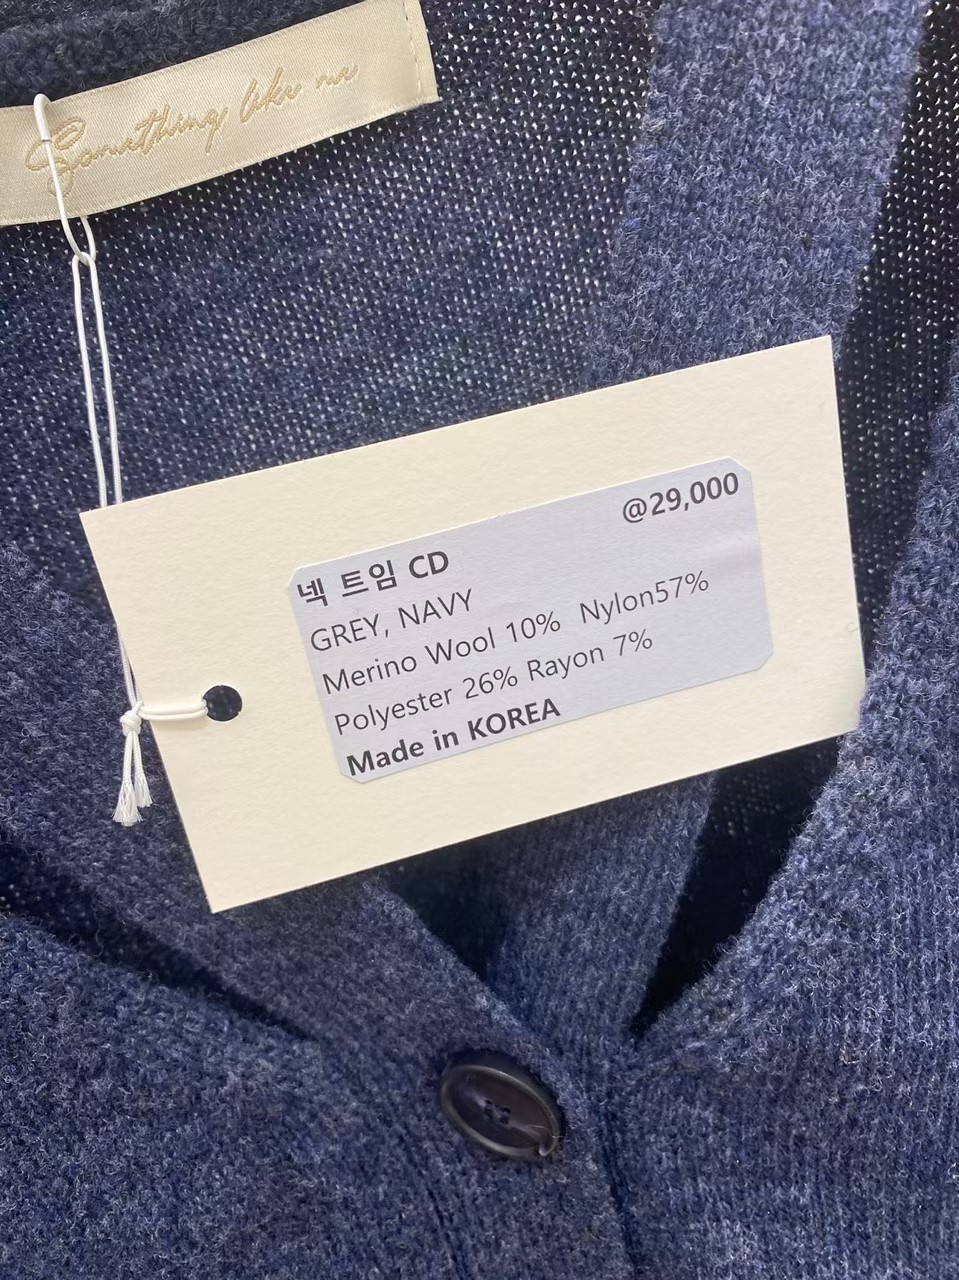 Something like me
@29,000
넥 트임 CD
GREY, NAVY
Merino Wool 10% Nylon57%
Polyester 26% Rayon 7%
Made in KOREA